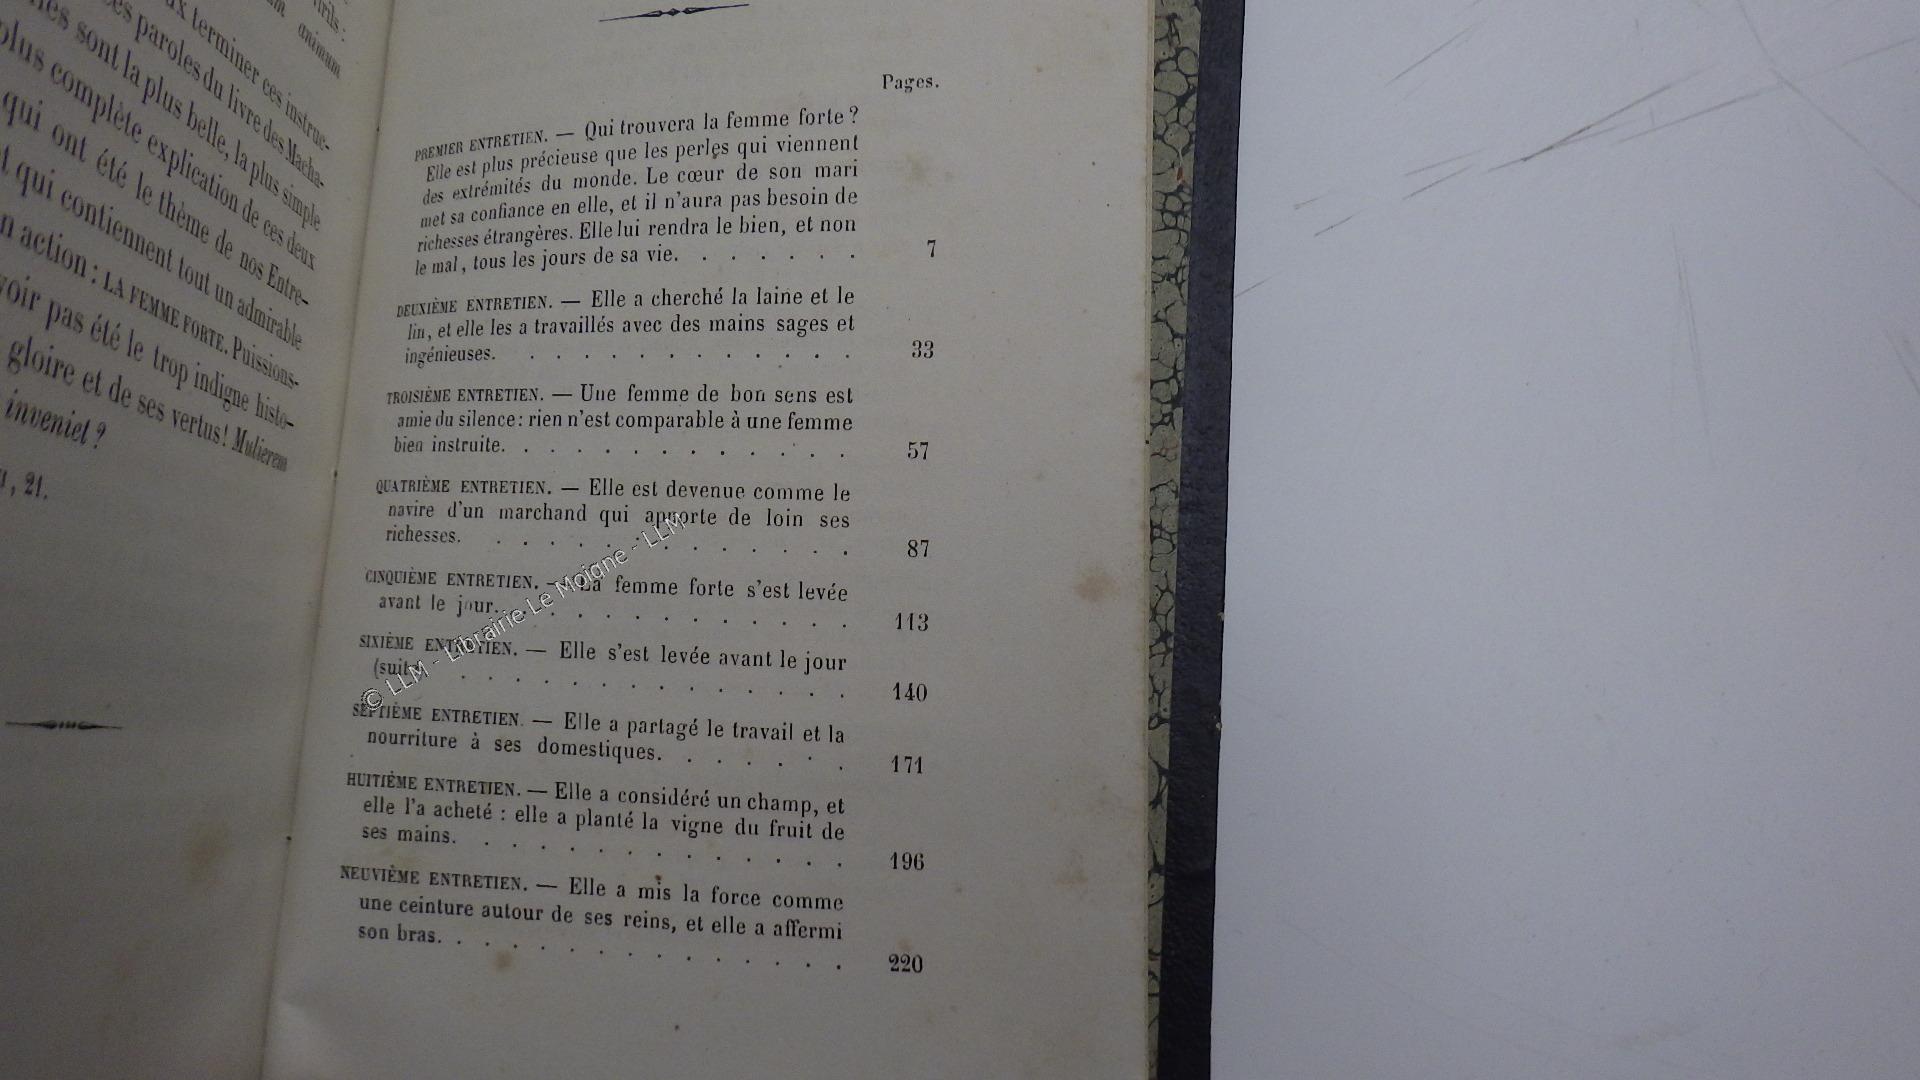 virils :
animum
terminer ces instruc-
ces paroles du livre des Macha-
sont la plus belle, la plus simple
plus complète explication de ces deux
qui ont été le thème de nos Entre-
qui contiennent tout un admirable
action : LA FEMME FORTE. Puissions-
pas été le trop indigne histo-
gloire et de ses vertus! Mulierem
inveniet ?
, 21.
Pages.
PREMIER ENTRETIEN. — Qui trouvera la femme forte ?
Elle est plus précieuse que les perles qui viennent
des extrémités du monde. Le cœur de son mari
met sa confiance en elle, et il n'aura pas besoin de
richesses étrangères. Elle lui rendra le bien, et non
le mal, tous les jours de sa vie. . . . . . . 7
DEUXIÈME ENTRETIEN. — Elle a cherché la laine et le
lin, et elle les a travaillés avec des mains sages et
ingénieuses. . . . . . . . . . . . . 33
TROISIÈME ENTRETIEN. — Une femme de bon sens est
amie du silence : rien n'est comparable à une femme
bien instruite. . . . . . . . . . . . . 57
QUATRIÈME ENTRETIEN. — Elle est devenue comme le
navire d'un marchand qui apporte de loin ses
richesses. . . . . . . . . . . . . . 87
CINQUIÈME ENTRETIEN. — La femme forte s'est levée
avant le jour. . . . . . . . . . . . . 113
SIXIÈME ENTRETIEN. — Elle s'est levée avant le jour
(suite). . . . . . . . . . . . . . . 140
SEPTIÈME ENTRETIEN. — Elle a partagé le travail et la
nourriture à ses domestiques. . . . . . . 171
HUITIÈME ENTRETIEN. — Elle a considéré un champ, et
elle l'a acheté : elle a planté la vigne du fruit de
ses mains. . . . . . . . . . . . . . 196
NEUVIÈME ENTRETIEN. — Elle a mis la force comme
une ceinture autour de ses reins, et elle a affermi
son bras. . . . . . . . . . . . . . . 220
© LLM - Librairie Le Moigne - LLM